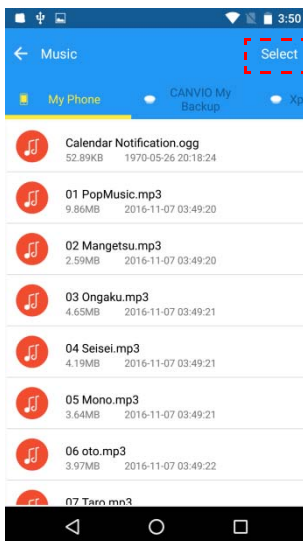 3:50
Music
Select
My Phone
CANVIO My
Backup
Xp
Calendar Notification.ogg
52.89KB 1970-05-26 20:18:24
01 PopMusic.mp3
9.86MB 2016-11-07 03:49:20
02 Mangetsu.mp3
2.59MB 2016-11-07 03:49:20
03 Ongaku.mp3
4.65MB 2016-11-07 03:49:21
04 Seisei.mp3
4.19MB 2016-11-07 03:49:21
05 Mono.mp3
3.64MB 2016-11-07 03:49:21
06 oto.mp3
3.97MB 2016-11-07 03:49:22
07 Taro.mp3